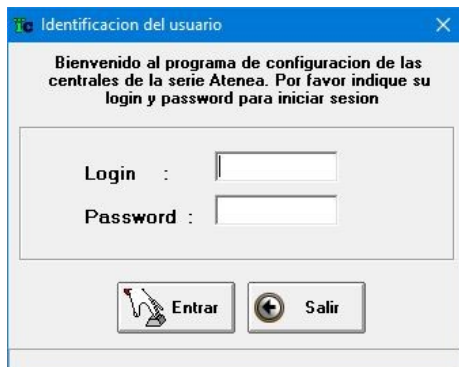 Identificacion del usuario
Bienvenido al programa de configuracion de las
centrales de la serie Atenea. Por favor indique su
login y password para iniciar sesion
Login :
Password :
Entrar
Salir